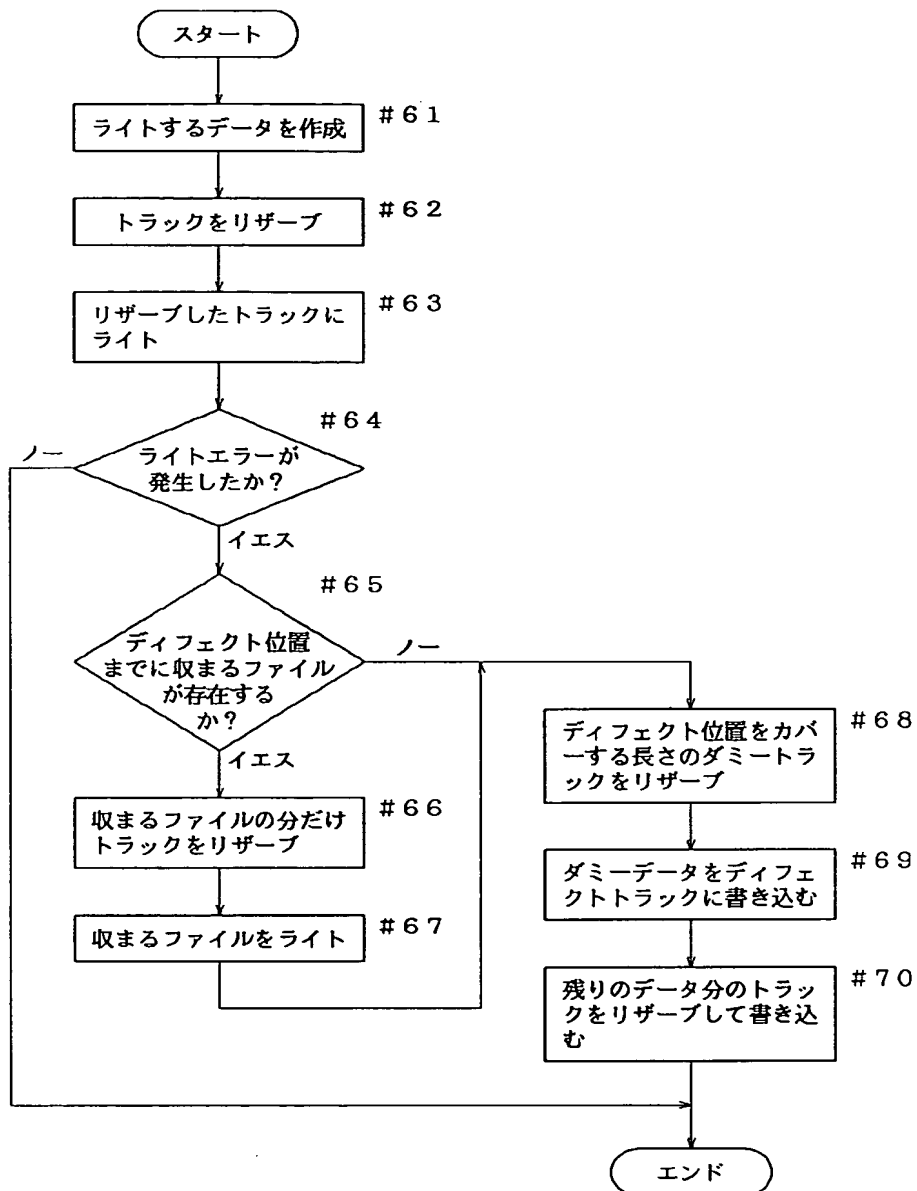 スタート
ライトするデータを作成
#61
トラックをリザーブ
#62
リザーブしたトラックに
ライト
#63
#64
ライトエラーが
発生したか？
ノー
イエス
#65
ディフェクト位置
までに収まるファイル
が存在する
か？
ノー
イエス
収まるファイルの分だけ
トラックをリザーブ
#66
収まるファイルをライト
#67
ディフェクト位置をカバ
ーする長さのダミートラ
ックをリザーブ
#68
ダミーデータをディフェ
クトトラックに書き込む
#69
残りのデータ分のトラッ
クをリザーブして書き込
む
#70
エンド